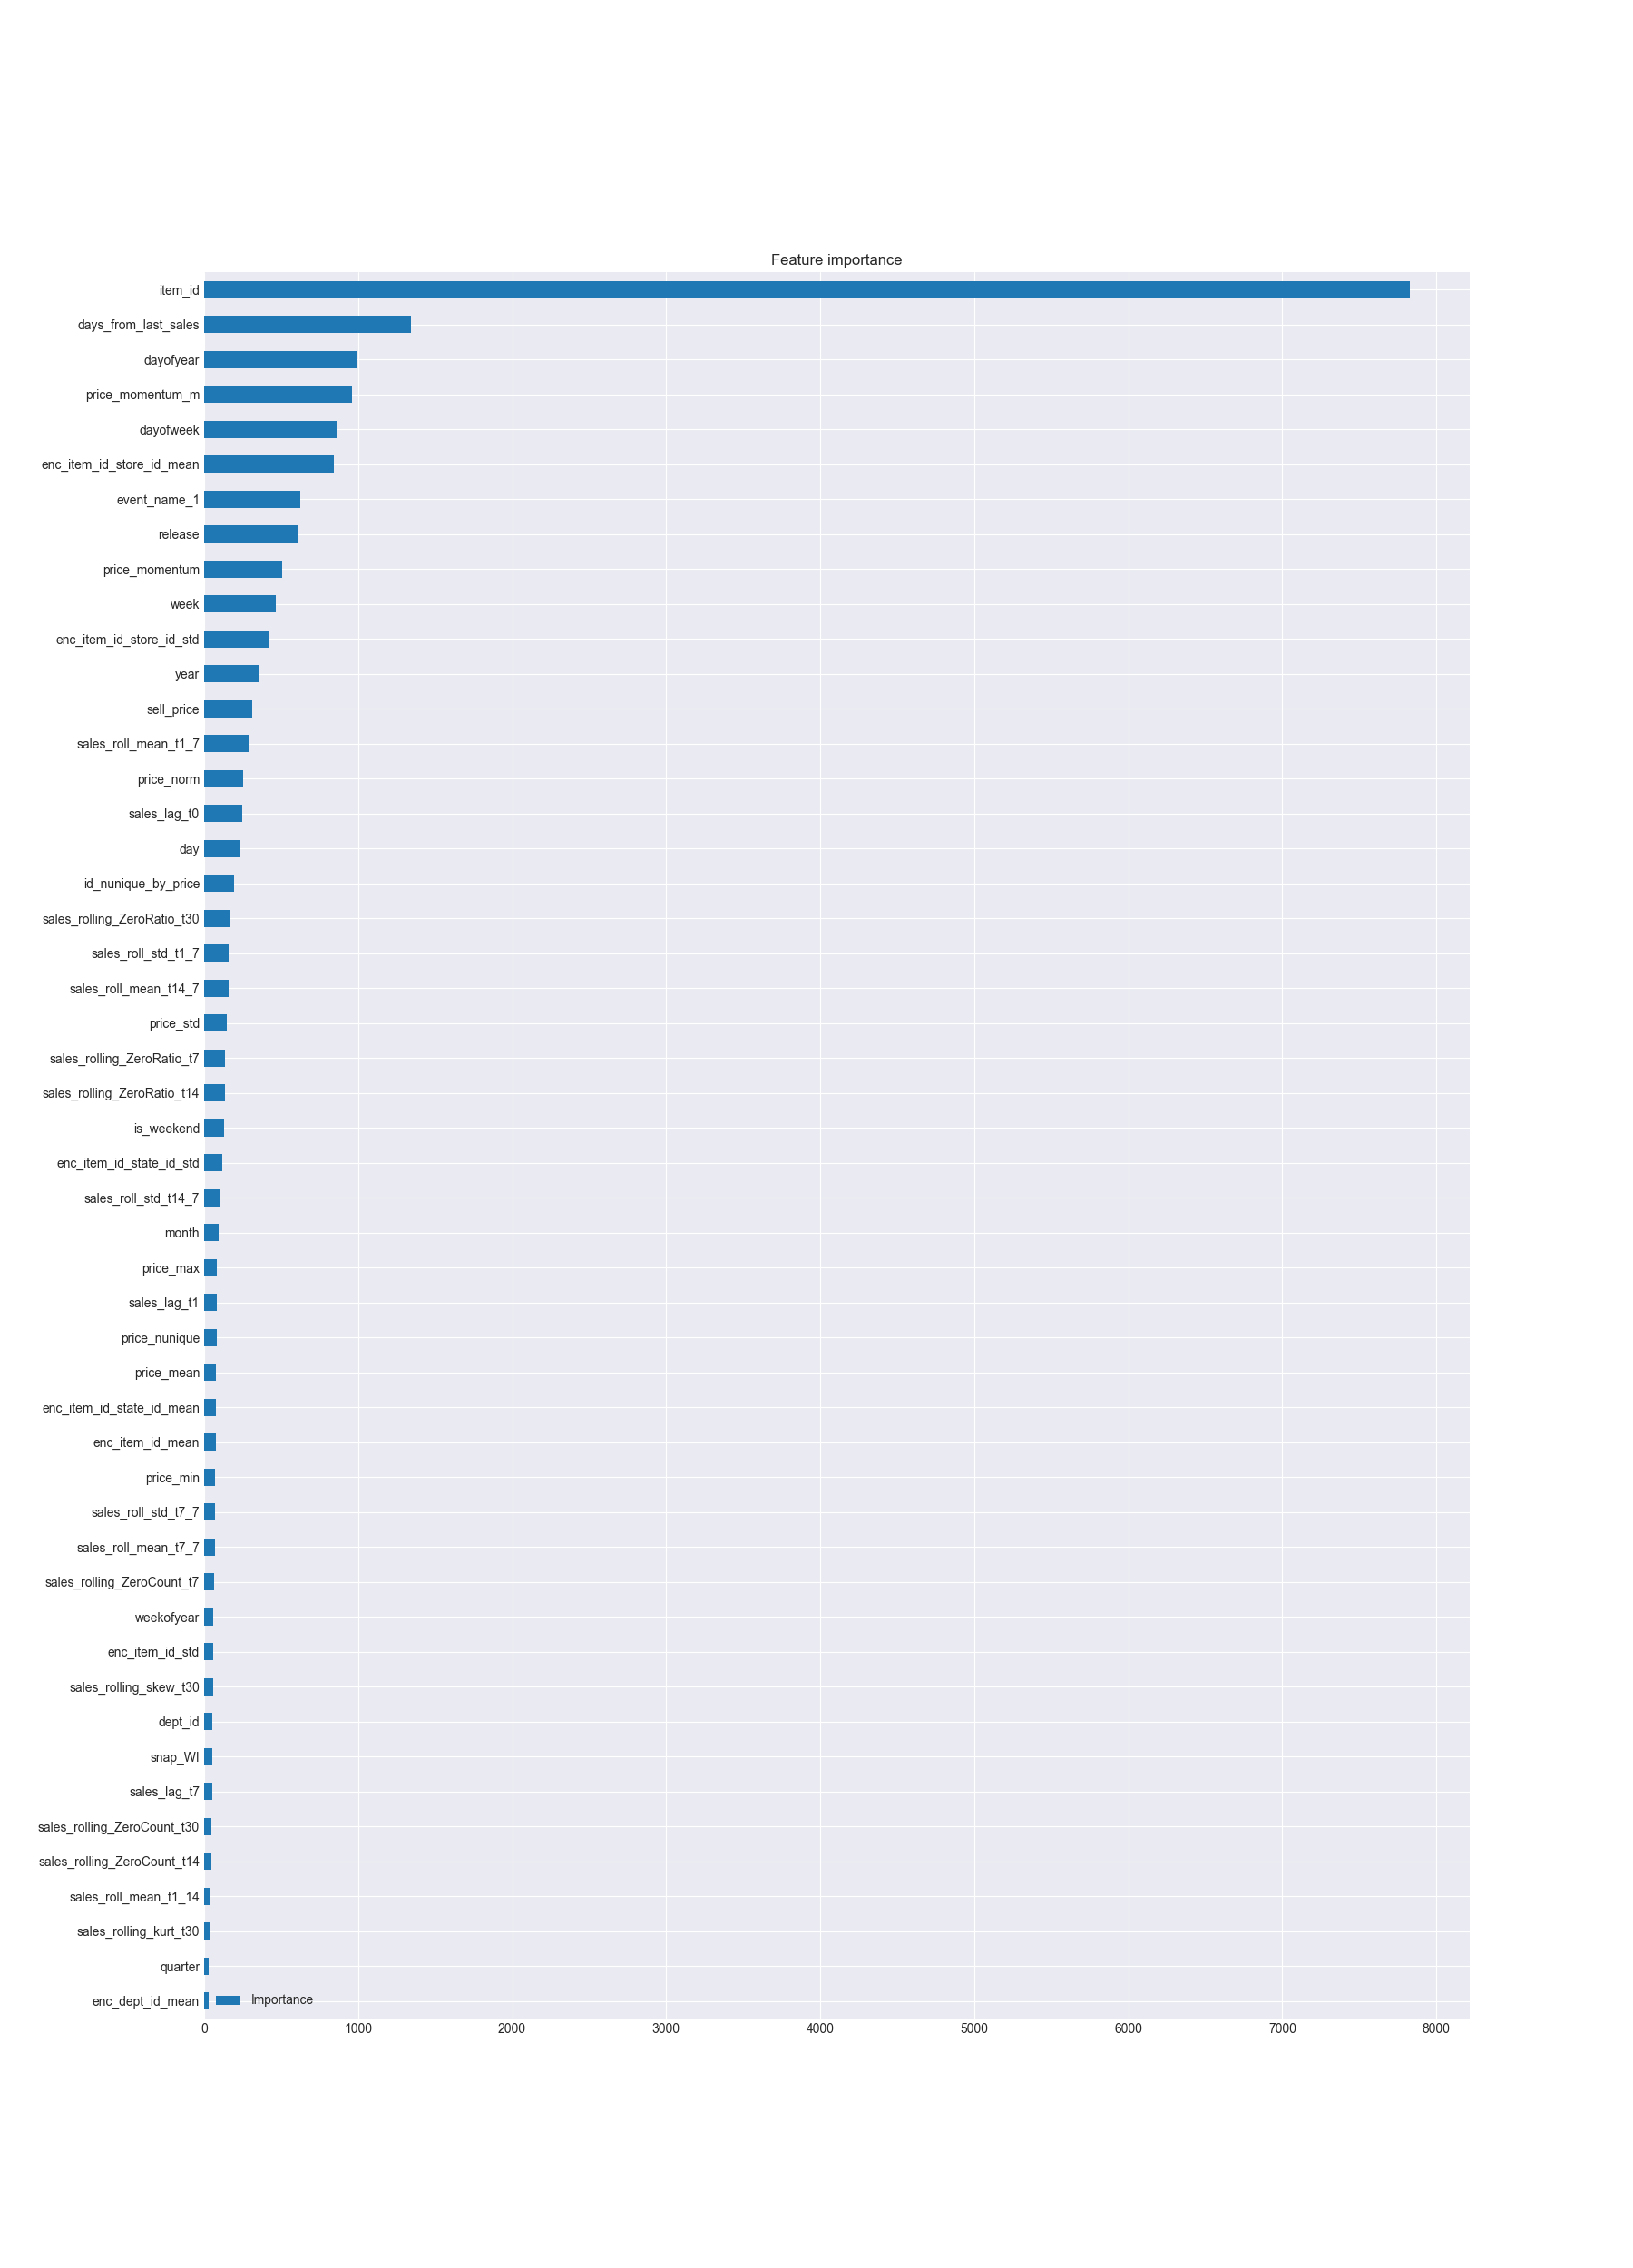 Feature importance
item_id
days_from_last_sales
dayofyear
price_momentum_m
dayofweek
enc_item_id_store_id_mean
event_name_1
release
price_momentum
week
enc_item_id_store_id_std
year
sell_price
sales_roll_mean_t1_7
price_norm
sales_lag_t0
day
id_nunique_by_price
sales_rolling_ZeroRatio_t30
sales_roll_std_t1_7
sales_roll_mean_t14_7
price_std
sales_rolling_ZeroRatio_t7
sales_rolling_ZeroRatio_t14
is_weekend
enc_item_id_state_id_std
sales_roll_std_t14_7
month
price_max
sales_lag_t1
price_nunique
price_mean
enc_item_id_state_id_mean
enc_item_id_mean
price_min
sales_roll_std_t7_7
sales_roll_mean_t7_7
sales_rolling_ZeroCount_t7
weekofyear
enc_item_id_std
sales_rolling_skew_t30
dept_id
snap_WI
sales_lag_t7
sales_rolling_ZeroCount_t30
sales_rolling_ZeroCount_t14
sales_roll_mean_t1_14
sales_rolling_kurt_t30
quarter
enc_dept_id_mean
Importance
0 1000 2000 3000 4000 5000 6000 7000 8000